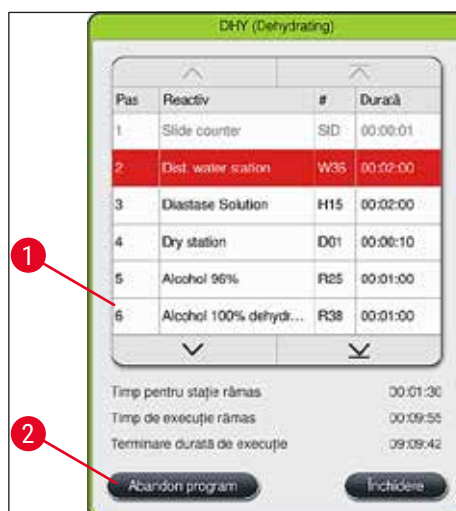 DHY (Dehydrating)
Pas Reactiv # Durată
1 Slide counter SID 00:00:01
2 Dist. water station W36 00:02:00
3 Diastase Solution H15 00:02:00
4 Dry station D01 00:00:10
5 Alcohol 96% R25 00:01:00
1
6 Alcohol 100% dehydr... R38 00:01:00
Timp pentru stație rămas 00:01:30
Timp de execuție rămas 00:09:55
2
Terminare durată de execuție 09:09:42
Abandon program Închidere